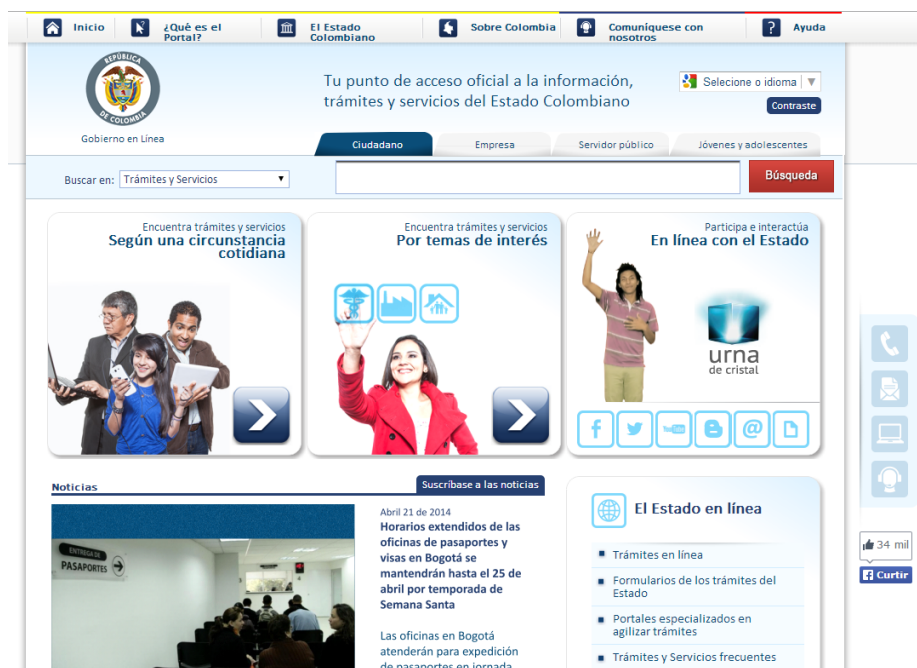 Inicio
¿Qué es el
Portal?
El Estado
Colombiano
Sobre Colombia
Comuníquese con
nosotros
?
Ayuda
REPÚBLICA
DE COLOMBIA
Gobierno en Línea
Tu punto de acceso oficial a la información,
trámites y servicios del Estado Colombiano
Selecione o idioma ▼
Contraste
Ciudadano
Empresa
Servidor público
Jóvenes y adolescentes
Buscar en:
Trámites y Servicios
Búsqueda
Encuentra trámites y servicios
Según una circunstancia
cotidiana
Encuentra trámites y servicios
Por temas de interés
Participa e interactúa
En línea con el Estado
urna
de cristal
Noticias
Suscríbase a las noticias
ENTREGA DE
PASAPORTES
Abril 21 de 2014
Horarios extendidos de las
oficinas de pasaportes y
visas en Bogotá se
mantendrán hasta el 25 de
abril por temporada de
Semana Santa
Las oficinas en Bogotá
atenderán para expedición
de pasaportes en jornada
El Estado en línea
Trámites en línea
Formularios de los trámites del
Estado
Portales especializados en
agilizar trámites
Trámites y Servicios frecuentes
34 mil
Curtir